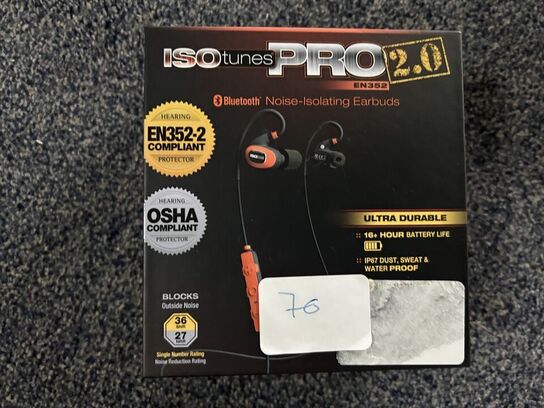 ISOtunes PRO 2.0
EN352
Bluetooth® Noise-Isolating Earbuds
HEARING
EN352-2
COMPLIANT
PROTECTOR
HEARING
OSHA
COMPLIANT
PROTECTOR
ULTRA DURABLE
16+ HOUR BATTERY LIFE
IP67 DUST, SWEAT &
WATER PROOF
BLOCKS
Outside Noise
36
27
Single Number Rating
Noise Reduction Rating
76